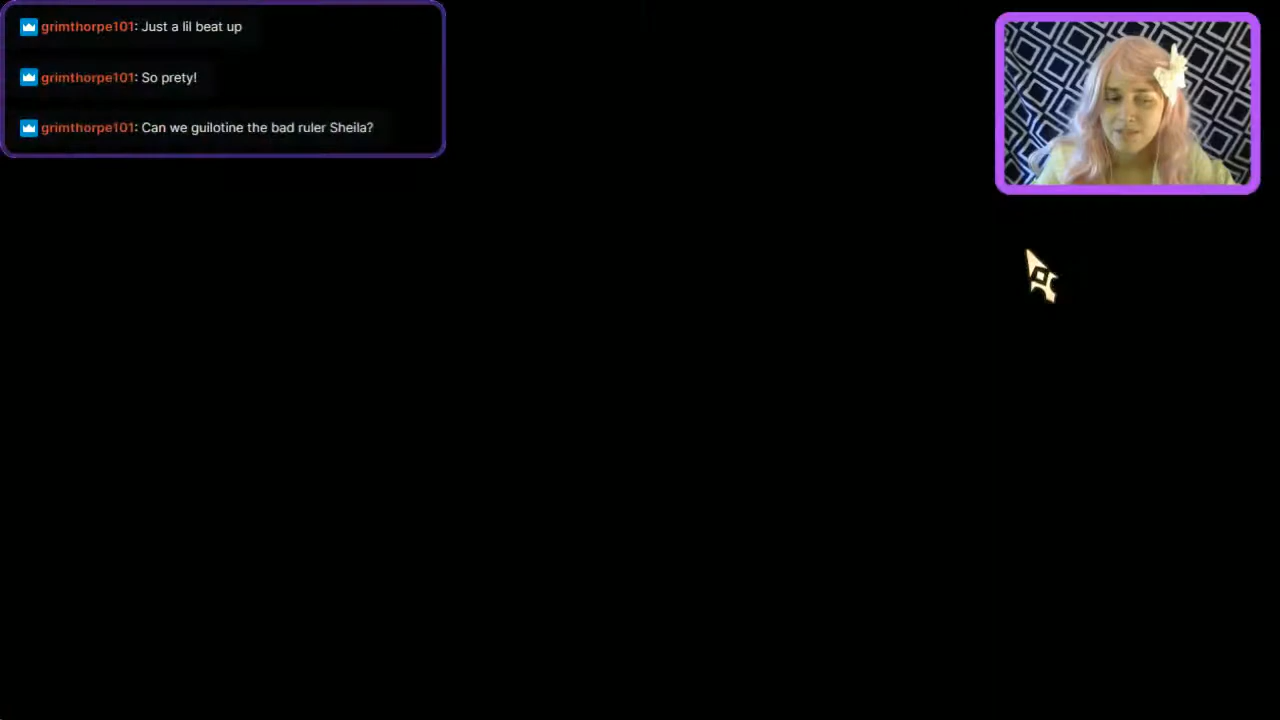 grimthorpe101: Just a lil beat up
grimthorpe101: So prety!
grimthorpe101: Can we guilotine the bad ruler Sheila?